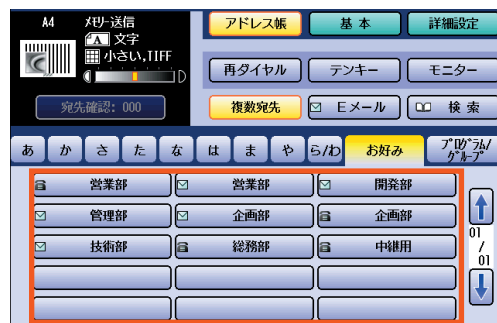 A4 ﾒﾓﾘｰ送信 アドレス帳 基本 詳細設定
A 文字
小さい,TIFF
再ダイヤル テンキー モニター
宛先確認: 000 複数宛先 Eメール 検索
あ か さ た な は ま や ら/わ お好み ﾌﾟﾛｸﾞﾗﾑ/
ｸﾞﾙｰﾌﾟ
営業部 営業部 開発部
管理部 企画部 企画部
技術部 総務部 中継用
01
/
01